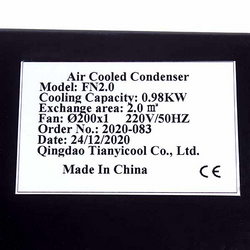 Air Cooled Condenser
Model: FN2.0
Cooling Capacity: 0.98KW
Exchange area: 2.0 ㎡
Fan: Ø200x1 220V/50HZ
Order No.: 2020-083
Date: 24/12/2020
Qingdao Tianyicool Co., Ltd.
Made In China CE